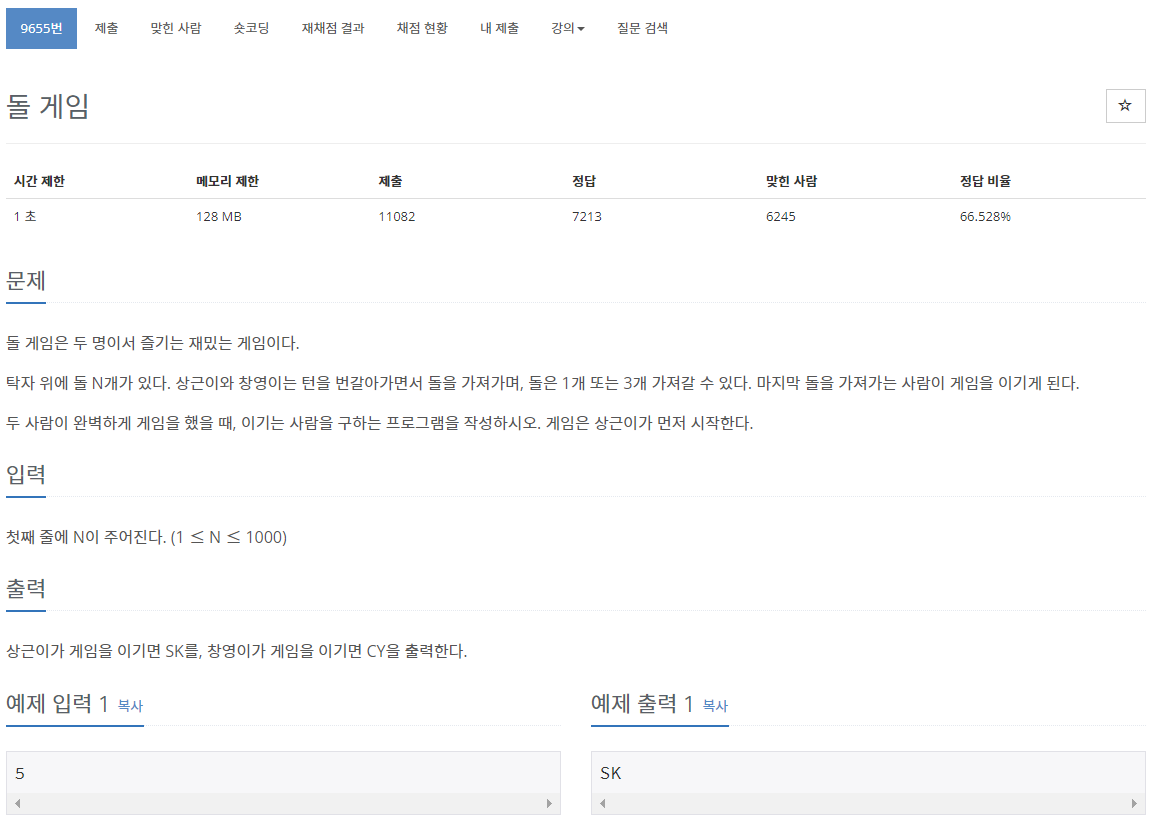 9655번 제출 맞힌 사람 숏코딩 재채점 결과 채점 현황 내 제출 강의 질문 검색
돌 게임
시간 제한 메모리 제한 제출 정답 맞힌 사람 정답 비율
1 초 128 MB 11082 7213 6245 66.528%
문제
돌 게임은 두 명이서 즐기는 재밌는 게임이다.
탁자 위에 돌 N개가 있다. 상근이와 창영이는 턴을 번갈아가면서 돌을 가져가며, 돌은 1개 또는 3개 가져갈 수 있다. 마지막 돌을 가져가는 사람이 게임을 이기게 된다.
두 사람이 완벽하게 게임을 했을 때, 이기는 사람을 구하는 프로그램을 작성하시오. 게임은 상근이가 먼저 시작한다.
입력
첫째 줄에 N이 주어진다. (1 ≤ N ≤ 1000)
출력
상근이가 게임을 이기면 SK를, 창영이가 게임을 이기면 CY을 출력한다.
예제 입력 1 복사 예제 출력 1 복사
5 SK